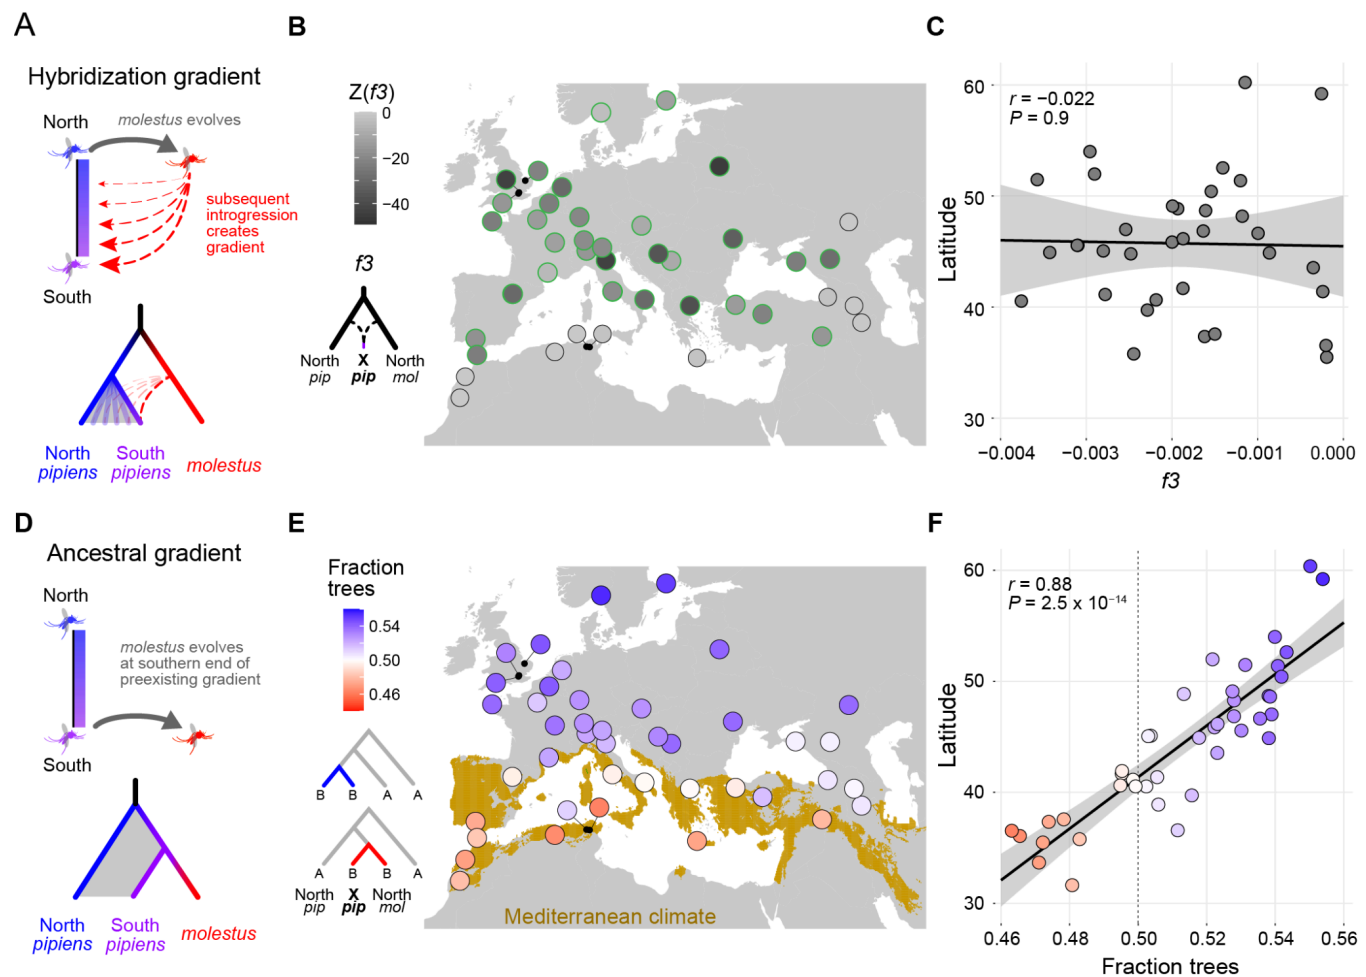 A
Hybridization gradient
North
molestus evolves
subsequent
introgression
creates
gradient
South
North
pipiens
South
pipiens
molestus
B
Z(f3)
0
−20
−40
f3
North
pip
X
pip
North
mol
C
r = −0.022
P = 0.9
60
50
40
30
Latitude
−0.004
−0.003
−0.002
−0.001
0.000
f3
D
Ancestral gradient
North
molestus evolves
at southern end of
preexisting gradient
South
North
pipiens
South
pipiens
molestus
E
Fraction
trees
0.54
0.50
0.46
B B A A
A B B A
North
pip
X
pip
North
mol
Mediterranean climate
F
r = 0.88
P = 2.5 x 10⁻¹⁴
60
50
40
30
Latitude
0.46
0.48
0.50
0.52
0.54
0.56
Fraction trees